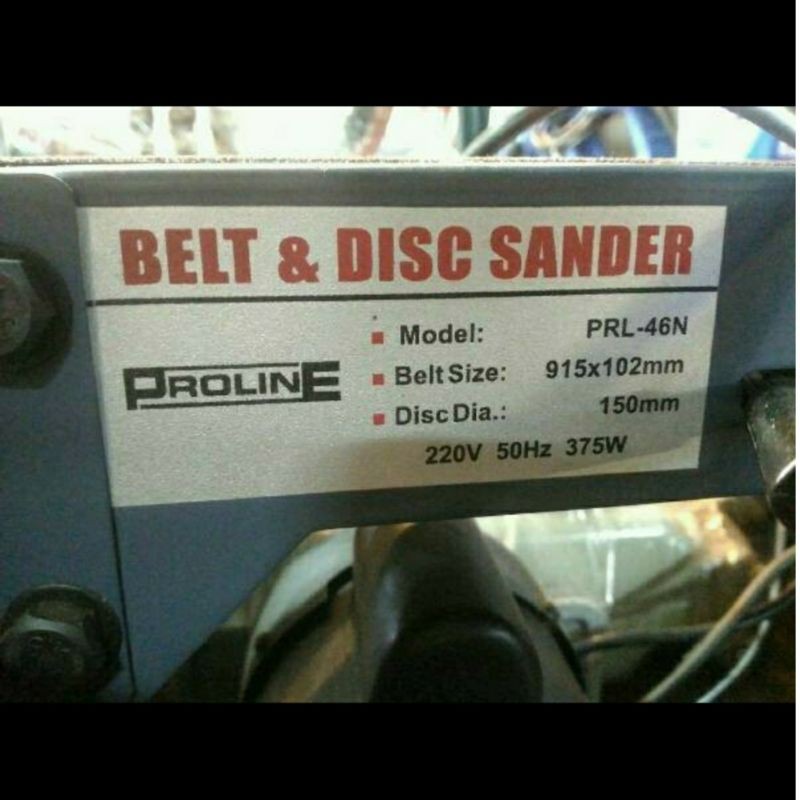 BELT & DISC SANDER
PROLINE
Model: PRL-46N
Belt Size: 915x102mm
Disc Dia.: 150mm
220V 50Hz 375W